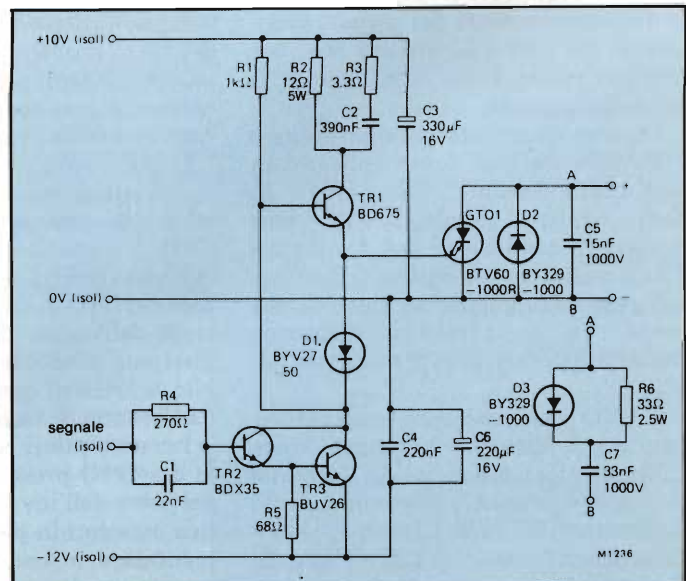 +10V (isol)
R1
1kΩ
R2
12Ω
5W
R3
3.3Ω
C2
390nF
C3
330µF
16V
TR1
BD675
GTO1
BTV60
–1000R
D2
BY329
–1000
A
+
C5
15nF
1000V
0V (isol)
B
–
D1.
BYV27
50
A
D3
BY329
–1000
R6
33Ω
2.5W
C7
33nF
1000V
B
R4
270Ω
segnale
(isol)
C1
22nF
TR2
BDX35
TR3
BUV26
R5
68Ω
C4
220nF
C6
220µF
16V
–12V (isol)
M1236